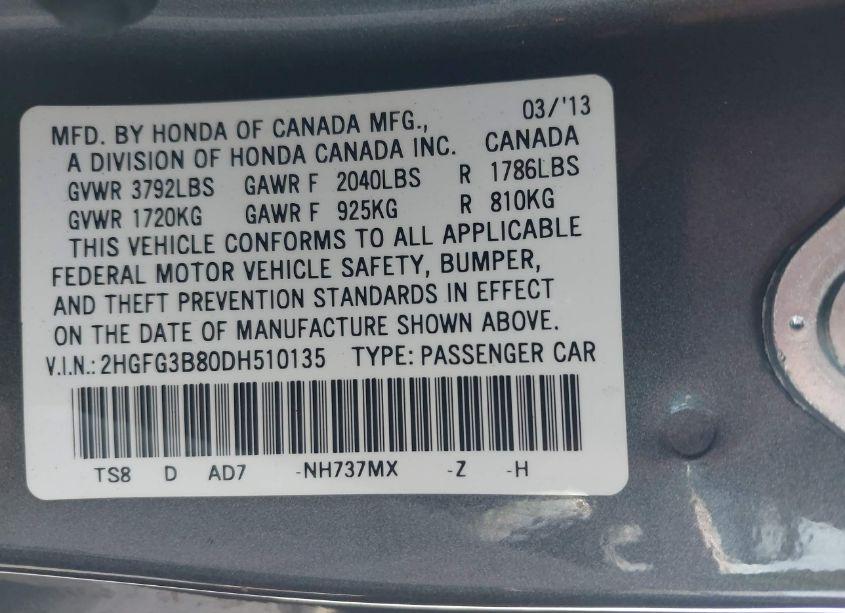 03/'13
MFD. BY HONDA OF CANADA MFG.,
A DIVISION OF HONDA CANADA INC. CANADA
GVWR 3792LBS GAWR F 2040LBS R 1786LBS
GVWR 1720KG GAWR F 925KG R 810KG
THIS VEHICLE CONFORMS TO ALL APPLICABLE
FEDERAL MOTOR VEHICLE SAFETY, BUMPER,
AND THEFT PREVENTION STANDARDS IN EFFECT
ON THE DATE OF MANUFACTURE SHOWN ABOVE.
V.I.N.: 2HGFG3B80DH510135 TYPE: PASSENGER CAR
TS8 D AD7 -NH737MX -Z -H